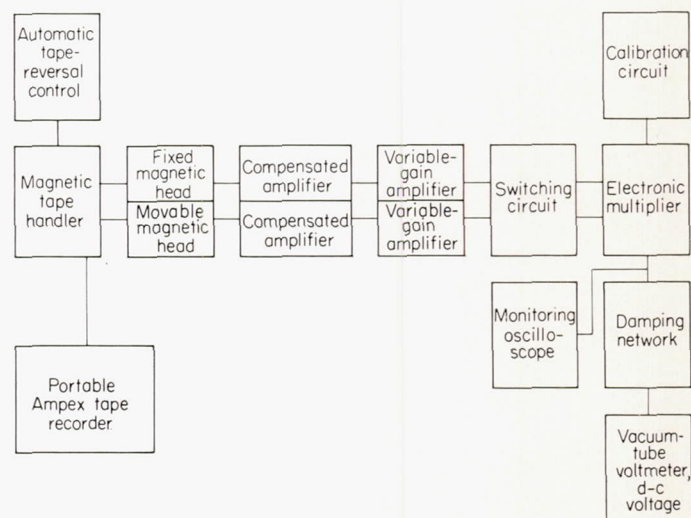 Automatic
tape-
reversal
control
Calibration
circuit
Magnetic
tape
handler
Fixed
magnetic
head
Movable
magnetic
head
Compensated
amplifier
Compensated
amplifier
Variable-
gain
amplifier
Variable-
gain
amplifier
Switching
circuit
Electronic
multiplier
Monitoring
oscillo-
scope
Damping
network
Portable
Ampex tape
recorder
Vacuum-
tube
voltmeter,
d-c
voltage